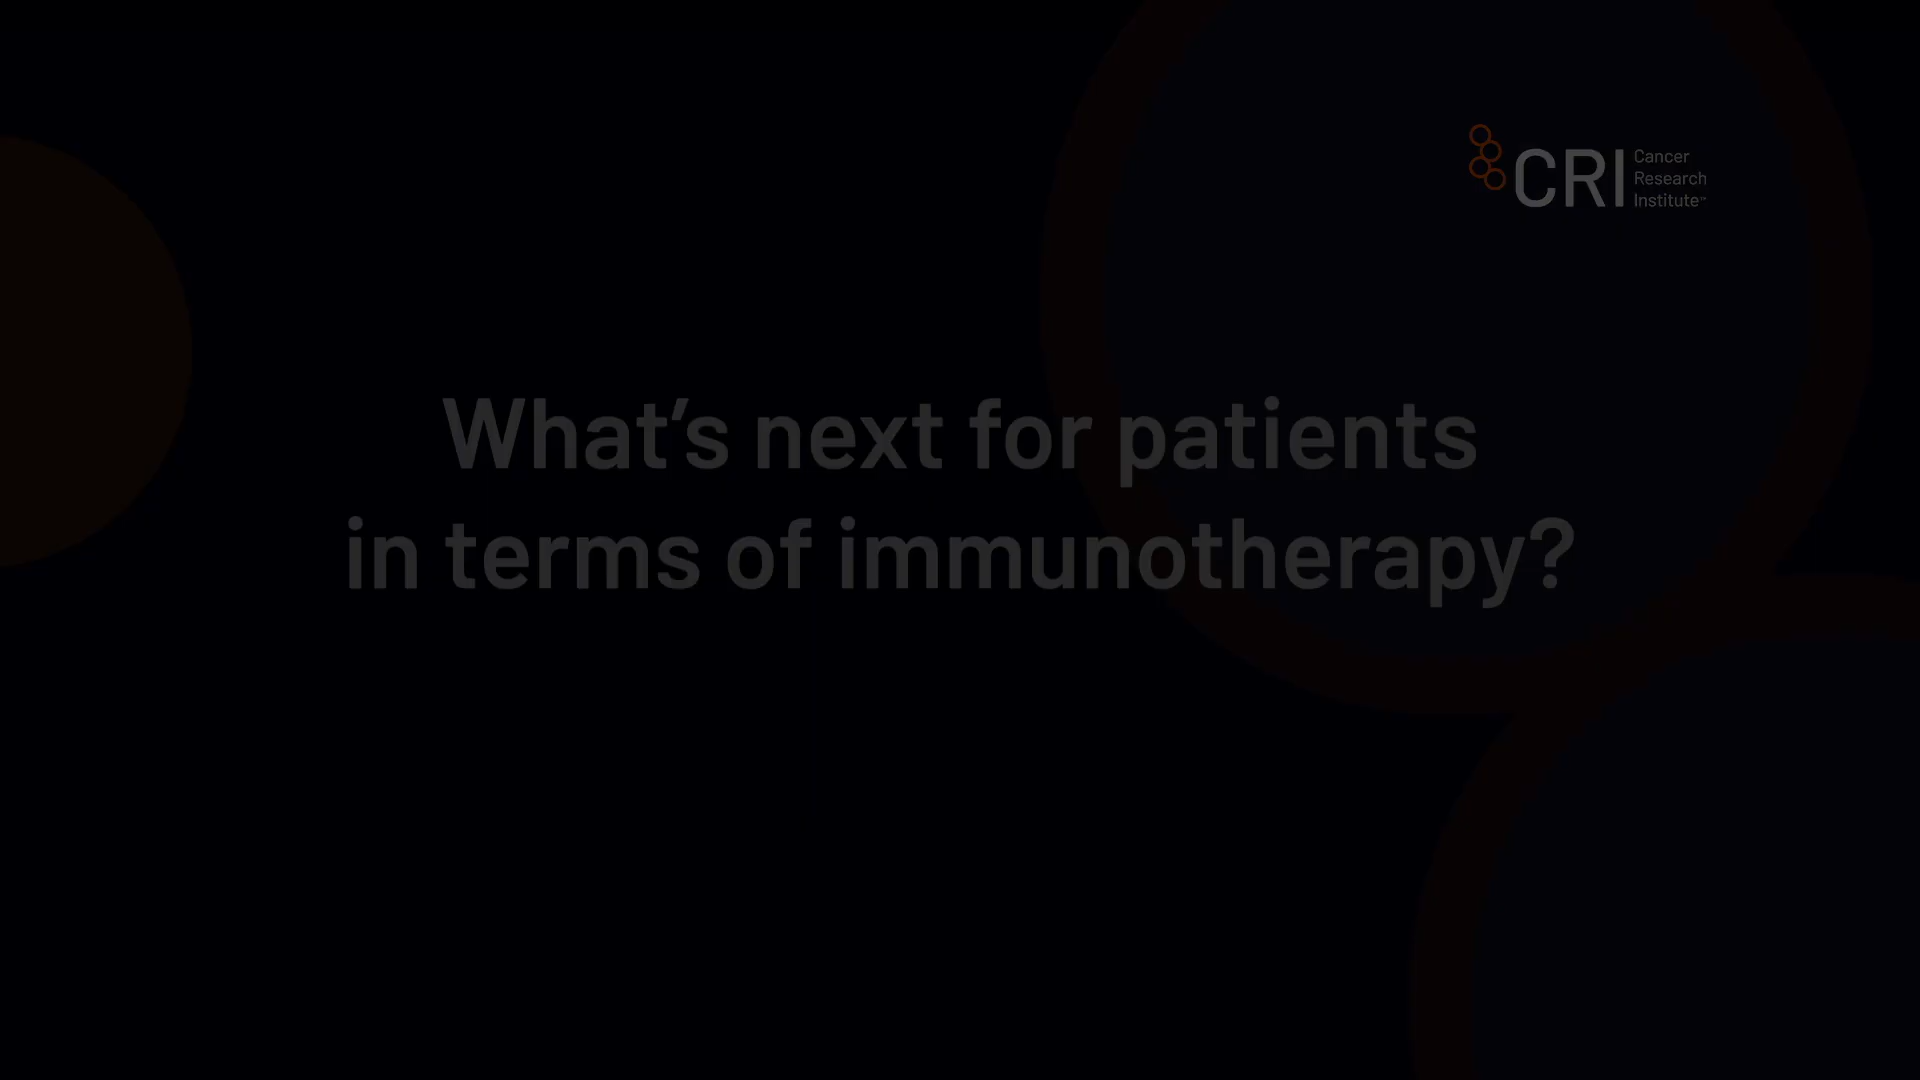 CRI
Cancer
Research
Institute™
What’s next for patients
in terms of immunotherapy?